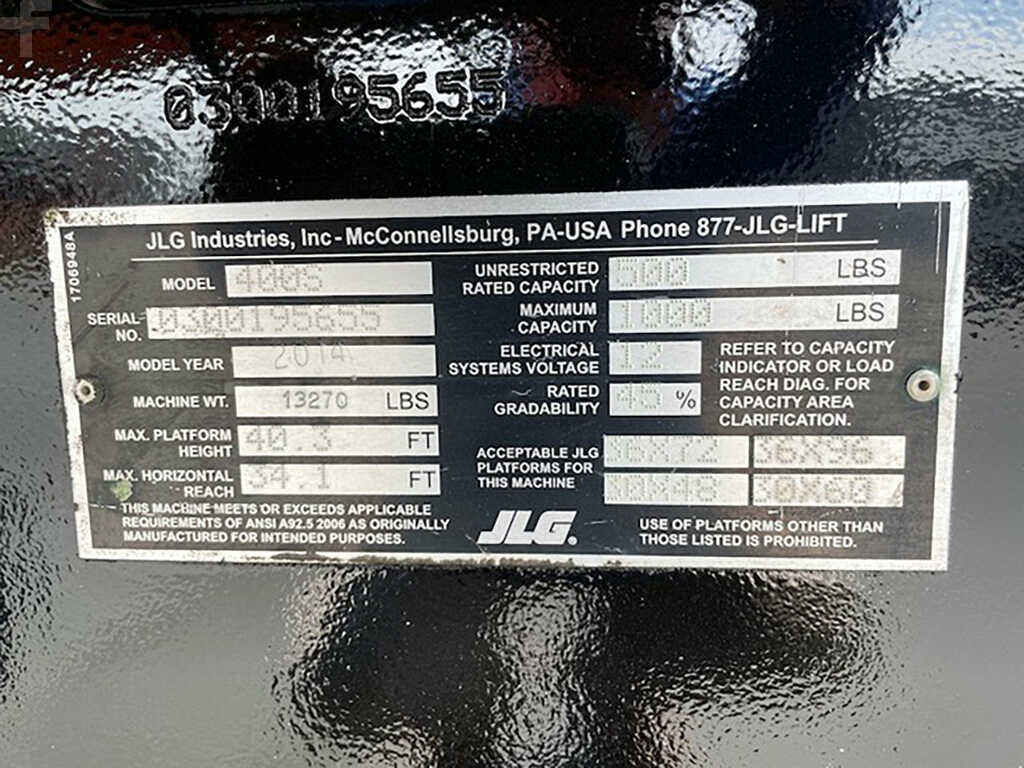 0300195655
JLG Industries, Inc-McConnellsburg, PA-USA Phone 877-JLG-LIFT
1706948A
MODEL 400S
SERIAL NO. 0300195655
MODEL YEAR 2014
MACHINE WT. 13270 LBS
MAX. PLATFORM HEIGHT 40.3 FT
MAX. HORIZONTAL REACH 34.1 FT
THIS MACHINE MEETS OR EXCEEDS APPLICABLE
REQUIREMENTS OF ANSI A92.5 2006 AS ORIGINALLY
MANUFACTURED FOR INTENDED PURPOSES.
UNRESTRICTED RATED CAPACITY 500 LBS
MAXIMUM CAPACITY 1000 LBS
ELECTRICAL SYSTEMS VOLTAGE 12
RATED GRADABILITY 45 %
REFER TO CAPACITY
INDICATOR OR LOAD
REACH DIAG. FOR
CAPACITY AREA
CLARIFICATION.
ACCEPTABLE JLG
PLATFORMS FOR
THIS MACHINE
36X72 36X96
30X48 30X60
JLG.
USE OF PLATFORMS OTHER THAN
THOSE LISTED IS PROHIBITED.